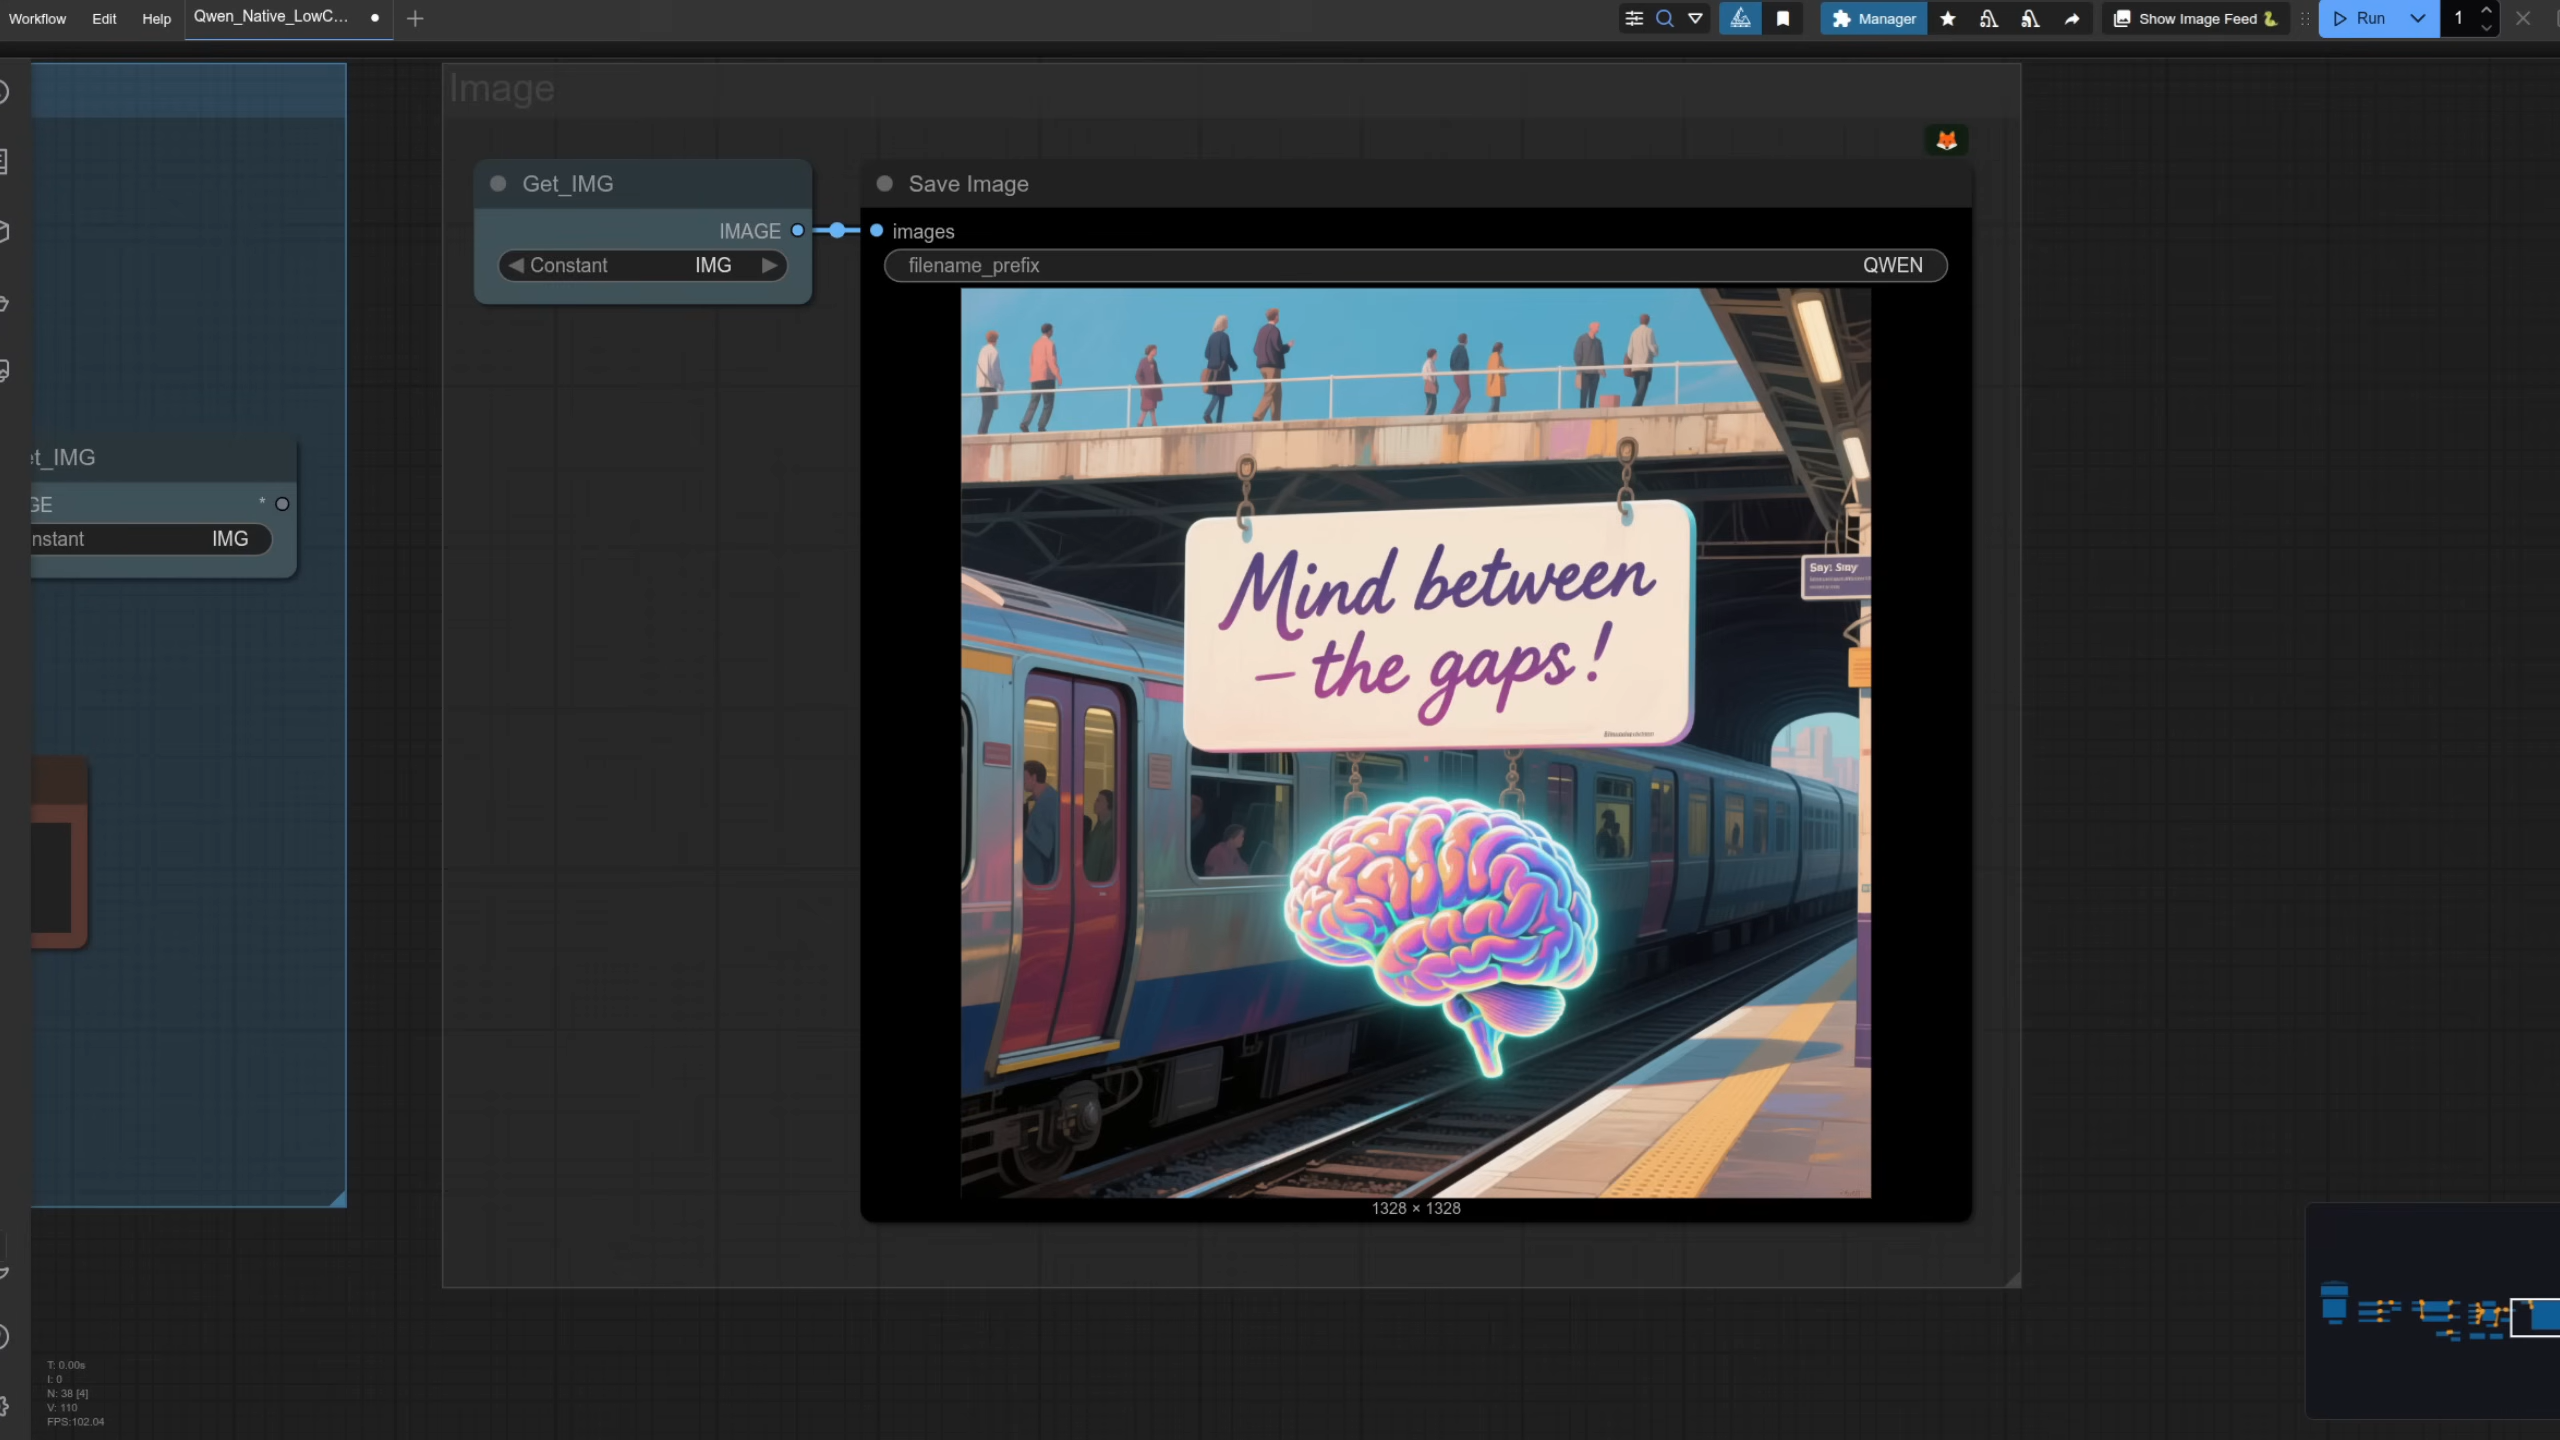 Workflow Edit Help Qwen_Native_LowC... Manager Show Image Feed Run 1
Image
Get_IMG
Save Image
IMAGE
images
Constant IMG
filename_prefix QWEN
et_IMG
GE *
nstant IMG
Mind between
– the gaps!
Say: Smy
1328 × 1328
T: 0.00s
I: 0
N: 38 [4]
V: 110
FPS:102.04